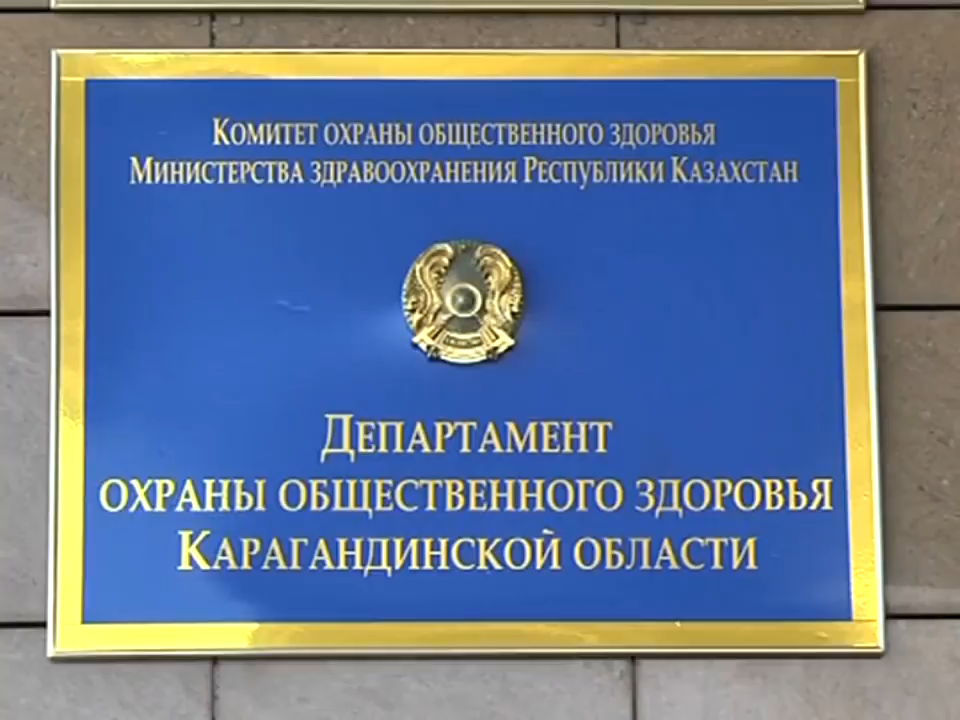 Комитет охраны общественного здоровья
Министерства здравоохранения Республики Казахстан
Департамент
охраны общественного здоровья
Карагандинской области